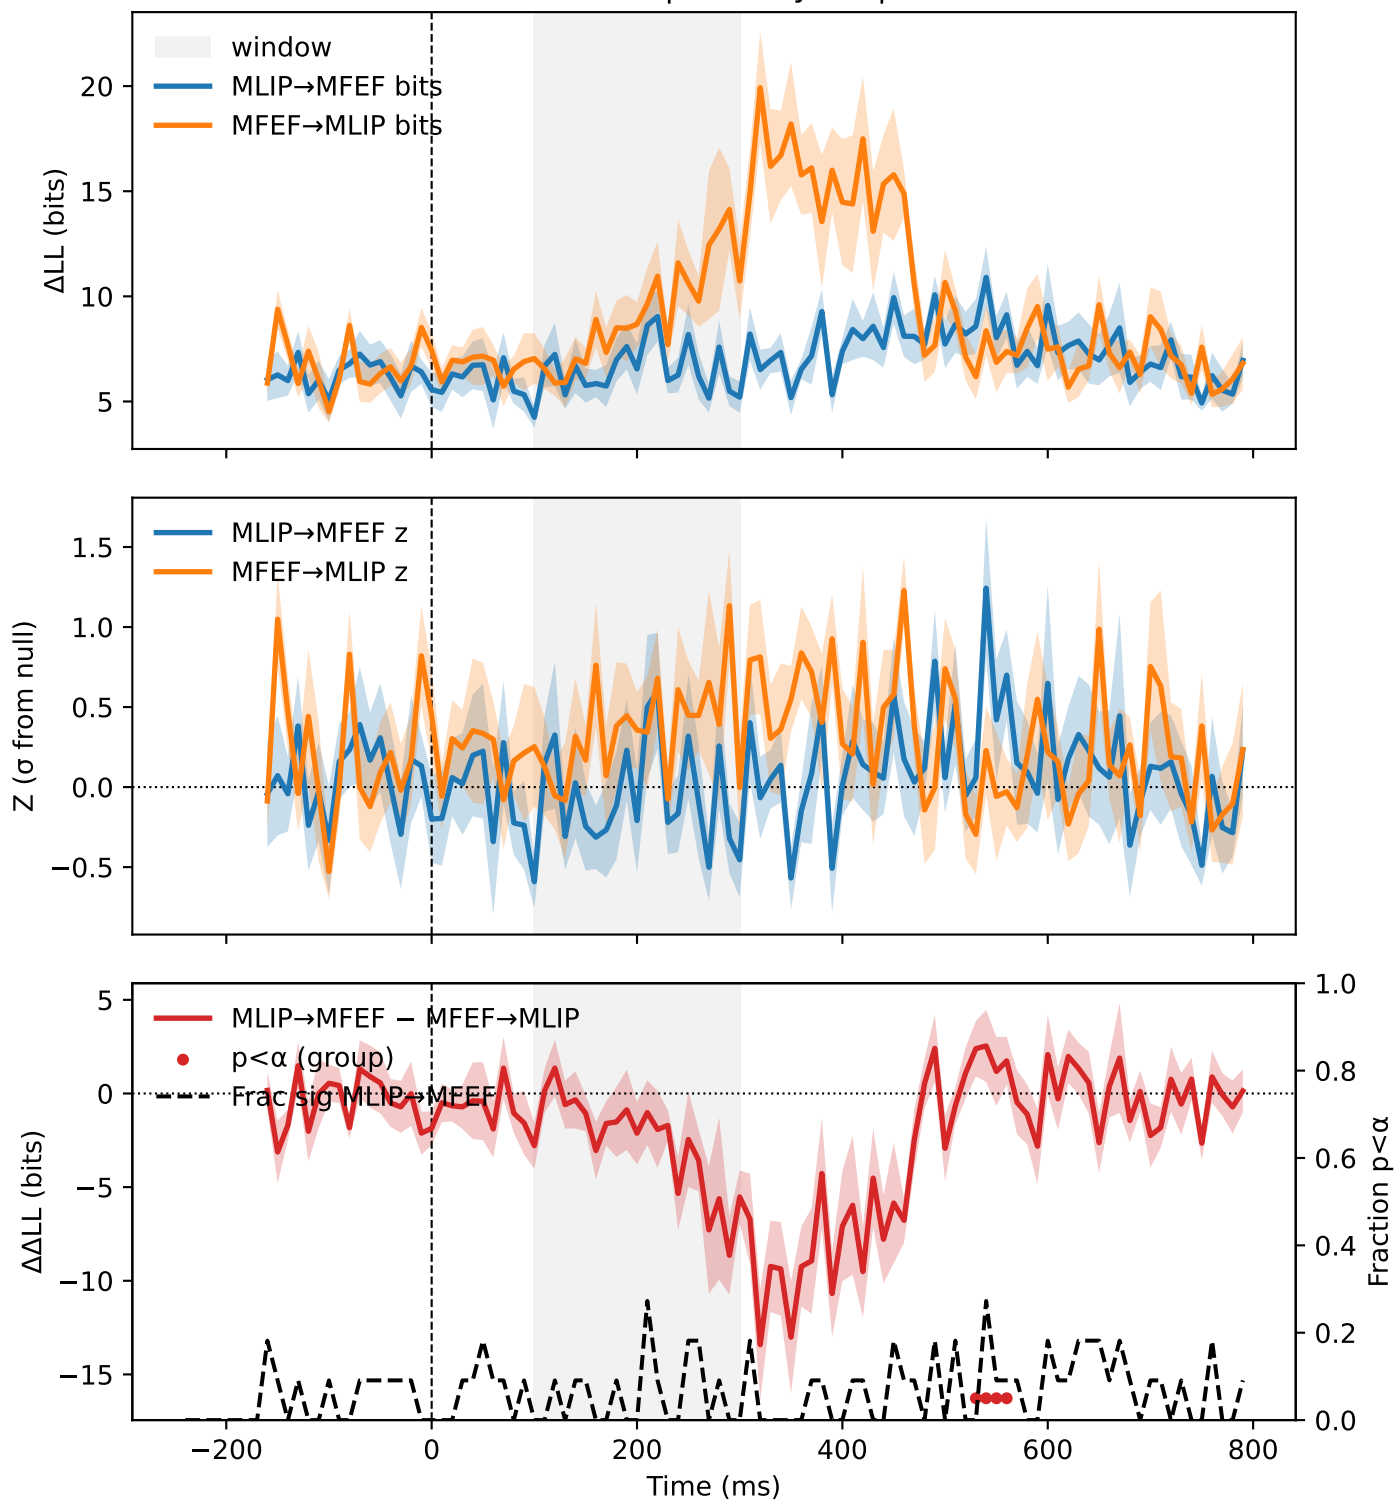 window
MLIP→MFEF bits
MFEF→MLIP bits
20
15
10
5
ΔLL (bits)
MLIP→MFEF z
MFEF→MLIP z
1.5
1.0
0.5
0.0
−0.5
Z (σ from null)
MLIP→MFEF − MFEF→MLIP
p<α (group)
Frac sig MLIP→MFEF
5
0
−5
−10
−15
ΔΔLL (bits)
1.0
0.8
0.6
0.4
0.2
0.0
Fraction p<α
−200 0 200 400 600 800
Time (ms)